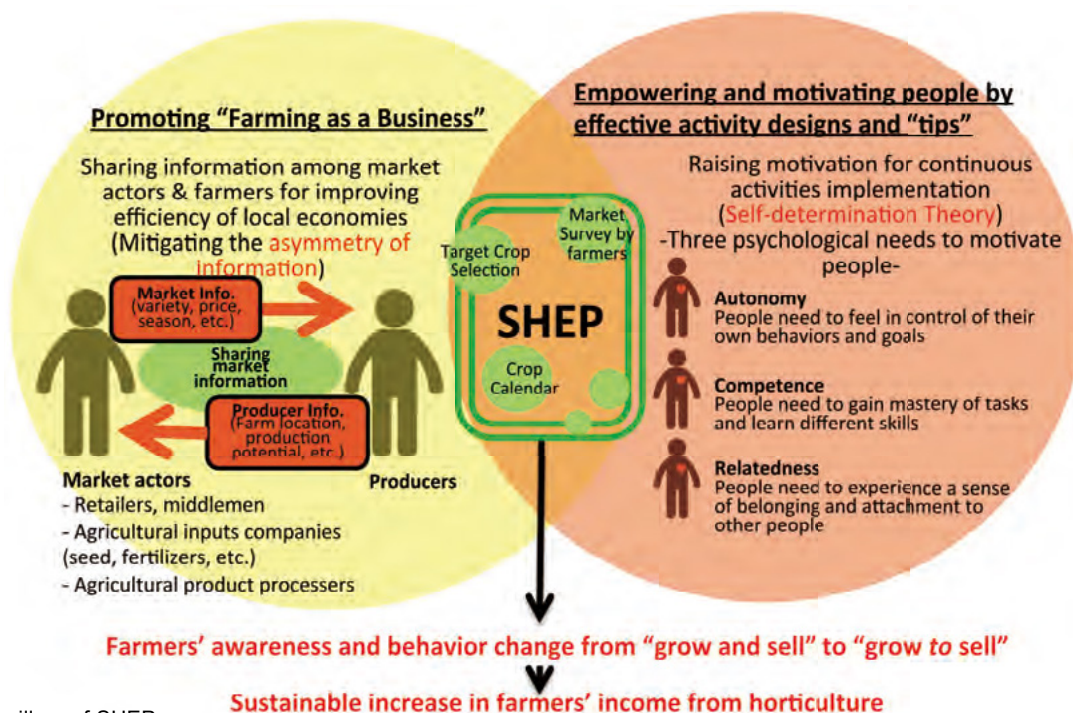 Promoting “Farming as a Business”
Sharing information among market
actors & farmers for improving
efficiency of local economies
(Mitigating the asymmetry of
information)
Market Info.
(variety, price,
season, etc.)
Sharing
market
information
Producer Info.
(Farm location,
production
potential, etc.)
Market actors
- Retailers, middlemen
- Agricultural inputs companies
(seed, fertilizers, etc.)
- Agricultural product processers
Producers
Target Crop
Selection
Market
Survey by
farmers
SHEP
Crop
Calendar
Empowering and motivating people by
effective activity designs and “tips”
Raising motivation for continuous
activities implementation
(Self-determination Theory)
-Three psychological needs to motivate
people-
Autonomy
People need to feel in control of their
own behaviors and goals
Competence
People need to gain mastery of tasks
and learn different skills
Relatedness
People need to experience a sense
of belonging and attachment to
other people
Farmers’ awareness and behavior change from “grow and sell” to “grow to sell”
Sustainable increase in farmers’ income from horticulture